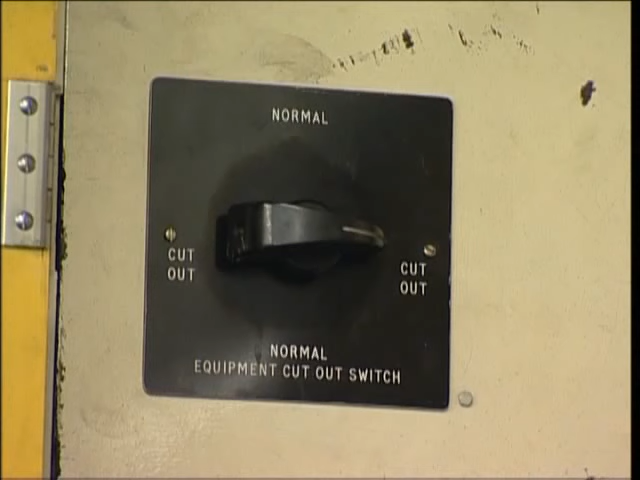 NORMAL
CUT
OUT
CUT
OUT
NORMAL
EQUIPMENT CUT OUT SWITCH